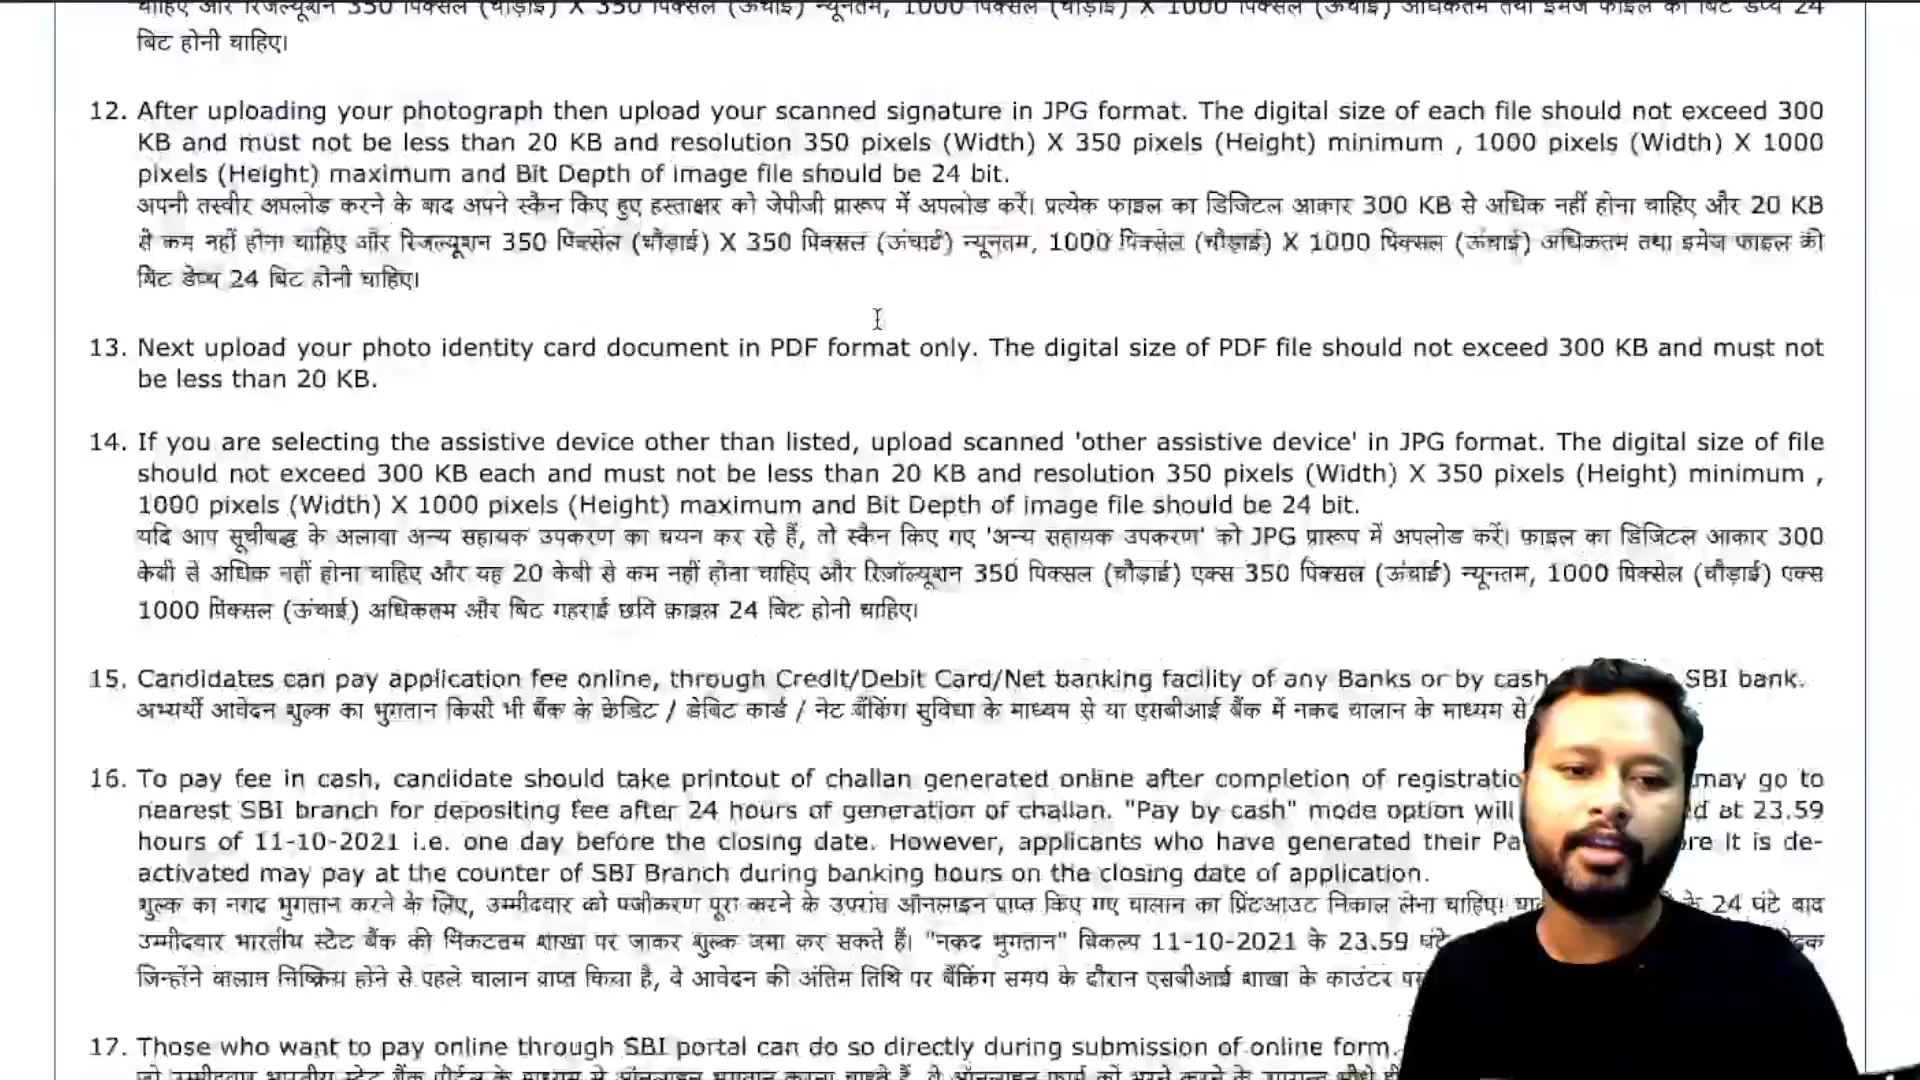 चाहिए और रिजल्यूशन 350 पिक्सेल (चौड़ाई) X 350 पिक्सेल (ऊंचाई) न्यूनतम, 1000 पिक्सेल (चौड़ाई) X 1000 पिक्सेल (ऊंचाई) अधिकतम तथा इमेज फाइल की बिट डेप्थ 24
बिट होनी चाहिए।
12. After uploading your photograph then upload your scanned signature in JPG format. The digital size of each file should not exceed 300
KB and must not be less than 20 KB and resolution 350 pixels (Width) X 350 pixels (Height) minimum , 1000 pixels (Width) X 1000
pixels (Height) maximum and Bit Depth of image file should be 24 bit.
अपनी तस्वीर अपलोड करने के बाद अपने स्कैन किए हुए हस्ताक्षर को जेपीजी प्रारूप में अपलोड करें। प्रत्येक फाइल का डिजिटल आकार 300 KB से अधिक नहीं होना चाहिए और 20 KB
से कम नहीं होना चाहिए और रिजल्यूशन 350 पिक्सेल (चौड़ाई) X 350 पिक्सेल (ऊंचाई) न्यूनतम, 1000 पिक्सेल (चौड़ाई) X 1000 पिक्सेल (ऊंचाई) अधिकतम तथा इमेज फाइल की
बिट डेप्थ 24 बिट होनी चाहिए।
13. Next upload your photo identity card document in PDF format only. The digital size of PDF file should not exceed 300 KB and must not
be less than 20 KB.
14. If you are selecting the assistive device other than listed, upload scanned 'other assistive device' in JPG format. The digital size of file
should not exceed 300 KB each and must not be less than 20 KB and resolution 350 pixels (Width) X 350 pixels (Height) minimum ,
1000 pixels (Width) X 1000 pixels (Height) maximum and Bit Depth of image file should be 24 bit.
यदि आप सूचीबद्ध के अलावा अन्य सहायक उपकरण का चयन कर रहे हैं, तो स्कैन किए गए 'अन्य सहायक उपकरण' को JPG प्रारूप में अपलोड करें। फ़ाइल का डिजिटल आकार 300
केबी से अधिक नहीं होना चाहिए और यह 20 केबी से कम नहीं होना चाहिए और रिज़ॉल्यूशन 350 पिक्सल (चौड़ाई) एक्स 350 पिक्सल (ऊंचाई) न्यूनतम, 1000 पिक्सेल (चौड़ाई) एक्स
1000 पिक्सल (ऊंचाई) अधिकतम और बिट गहराई छवि फ़ाइल 24 बिट होनी चाहिए।
15. Candidates can pay application fee online, through Credit/Debit Card/Net banking facility of any Banks or by cash SBI bank.
अभ्यर्थी आवेदन शुल्क का भुगतान किसी भी बैंक के क्रेडिट / डेबिट कार्ड / नेट बैंकिंग सुविधा के माध्यम से या एसबीआई बैंक में नकद चालान के माध्यम से
16. To pay fee in cash, candidate should take printout of challan generated online after completion of registratio may go to
nearest SBI branch for depositing fee after 24 hours of generation of challan. "Pay by cash" mode option will d at 23.59
hours of 11-10-2021 i.e. one day before the closing date. However, applicants who have generated their Pa re it is de-
activated may pay at the counter of SBI Branch during banking hours on the closing date of application.
शुल्क का नगद भुगतान करने के लिए, उम्मीदवार को पंजीकरण पूरा करने के उपरांत ऑनलाइन प्राप्त किए गए चालान का प्रिंटआउट निकाल लेना चाहिए। के 24 घंटे बाद
उम्मीदवार भारतीय स्टेट बैंक की निकटतम शाखा पर जाकर शुल्क जमा कर सकते हैं। "नकद भुगतान" विकल्प 11-10-2021 के 23.59 घंटे
जिन्होंने चालान निष्क्रिय होने से पहले चालान प्राप्त किया है, वे आवेदन की अंतिम तिथि पर बैंकिंग समय के दौरान एसबीआई शाखा के काउंटर पर
17. Those who want to pay online through SBI portal can do so directly during submission of online form.